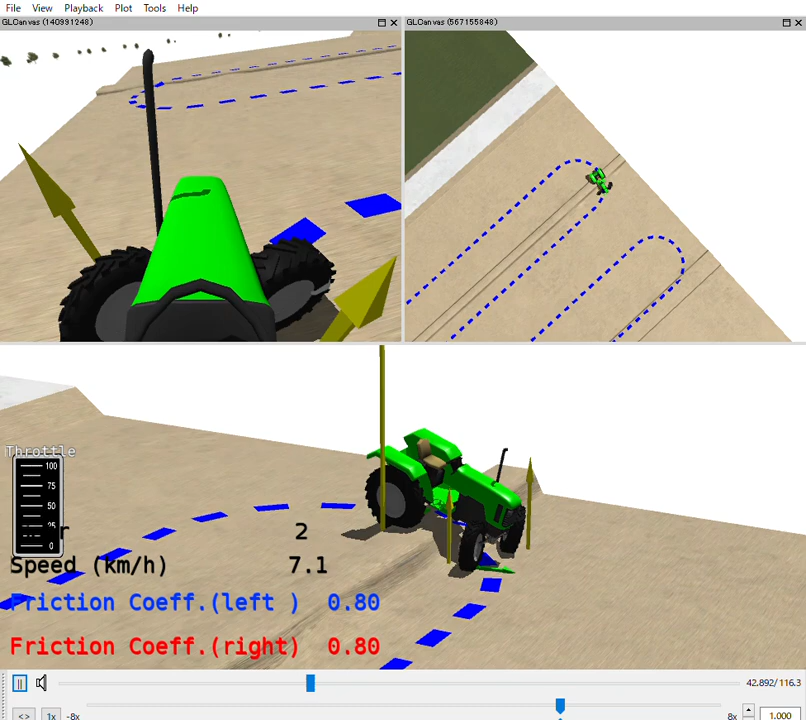 File View Playback Plot Tools Help
GLCanvas (140991248)
GLCanvas (567155848)
Throttle
100
75
50
25
0
r 2
Speed (km/h) 7.1
Friction Coeff.(left ) 0.80
Friction Coeff.(right) 0.80
42.892/ 116.3
<> 1x -8x 8x 1.000